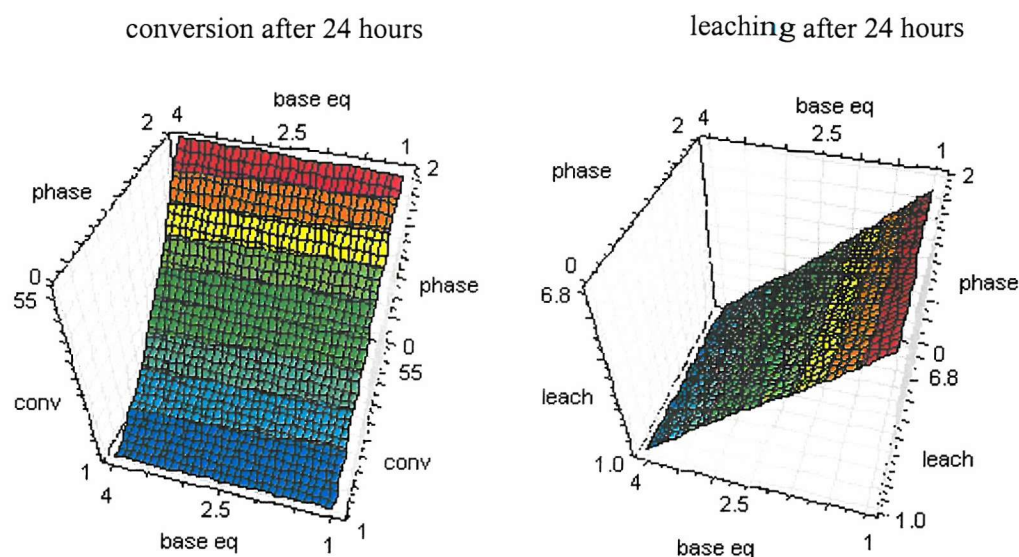 conversion after 24 hours
base eq
2 4 2.5 1 2
phase
phase
0
55
0
55
conv
conv
1
4
2.5
1
1
base eq
leaching after 24 hours
base eq
2 4 2.5 1 2
phase
phase
0
6.8
0
6.8
leach
leach
1.0
4
2.5
1
1.0
base eq